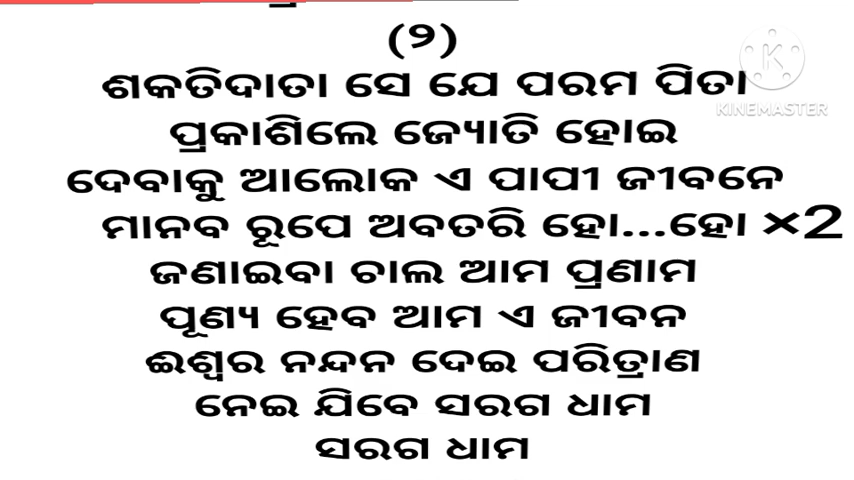 (୨)
ଶକତିଦାତା ସେ ଯେ ପରମ ପିତା
KINEMASTER
ପ୍ରକାଶିଲେ ଜ୍ୟୋତି ହୋଇ
ଦେବାକୁ ଆଲୋକ ଏ ପାପୀ ଜୀବନେ
ମାନବ ରୂପେ ଅବତରି ହୋ...ହୋ ×2
ଜଣାଇବା ଚାଲ ଆମ ପ୍ରଣାମ
ପୂଣ୍ୟ ହେବ ଆମ ଏ ଜୀବନ
ଈଶ୍ୱର ନନ୍ଦନ ଦେଇ ପରିତ୍ରାଣ
ନେଇ ଯିବେ ସରଗ ଧାମ
ସରଗ ଧାମ